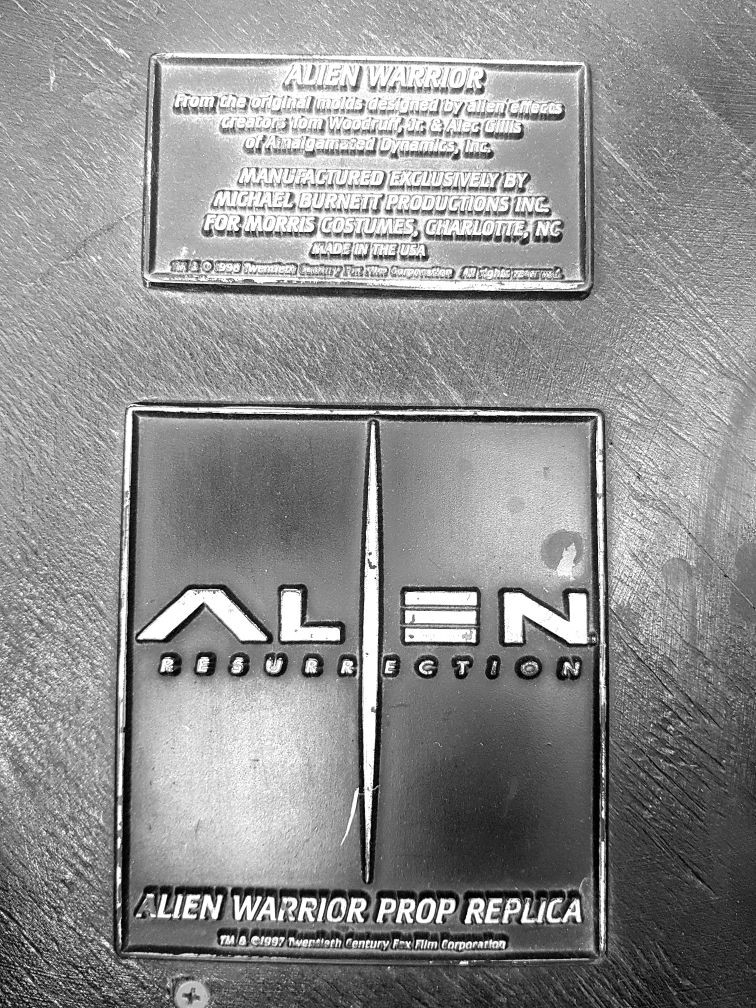 ALIEN WARRIOR
From the original molds designed by alien effects
creators Tom Woodruff, Jr. & Alec Gillis
of Amalgamated Dynamics, Inc.
MANUFACTURED EXCLUSIVELY BY
MICHAEL BURNETT PRODUCTIONS INC.
FOR MORRIS COSTUMES, CHARLOTTE, NC
MADE IN THE USA
TM & © 1998 Twentieth Century Fox Film Corporation All rights reserved.
ALIEN
RESURRECTION
ALIEN WARRIOR PROP REPLICA
TM & ©1997 Twentieth Century Fox Film Corporation